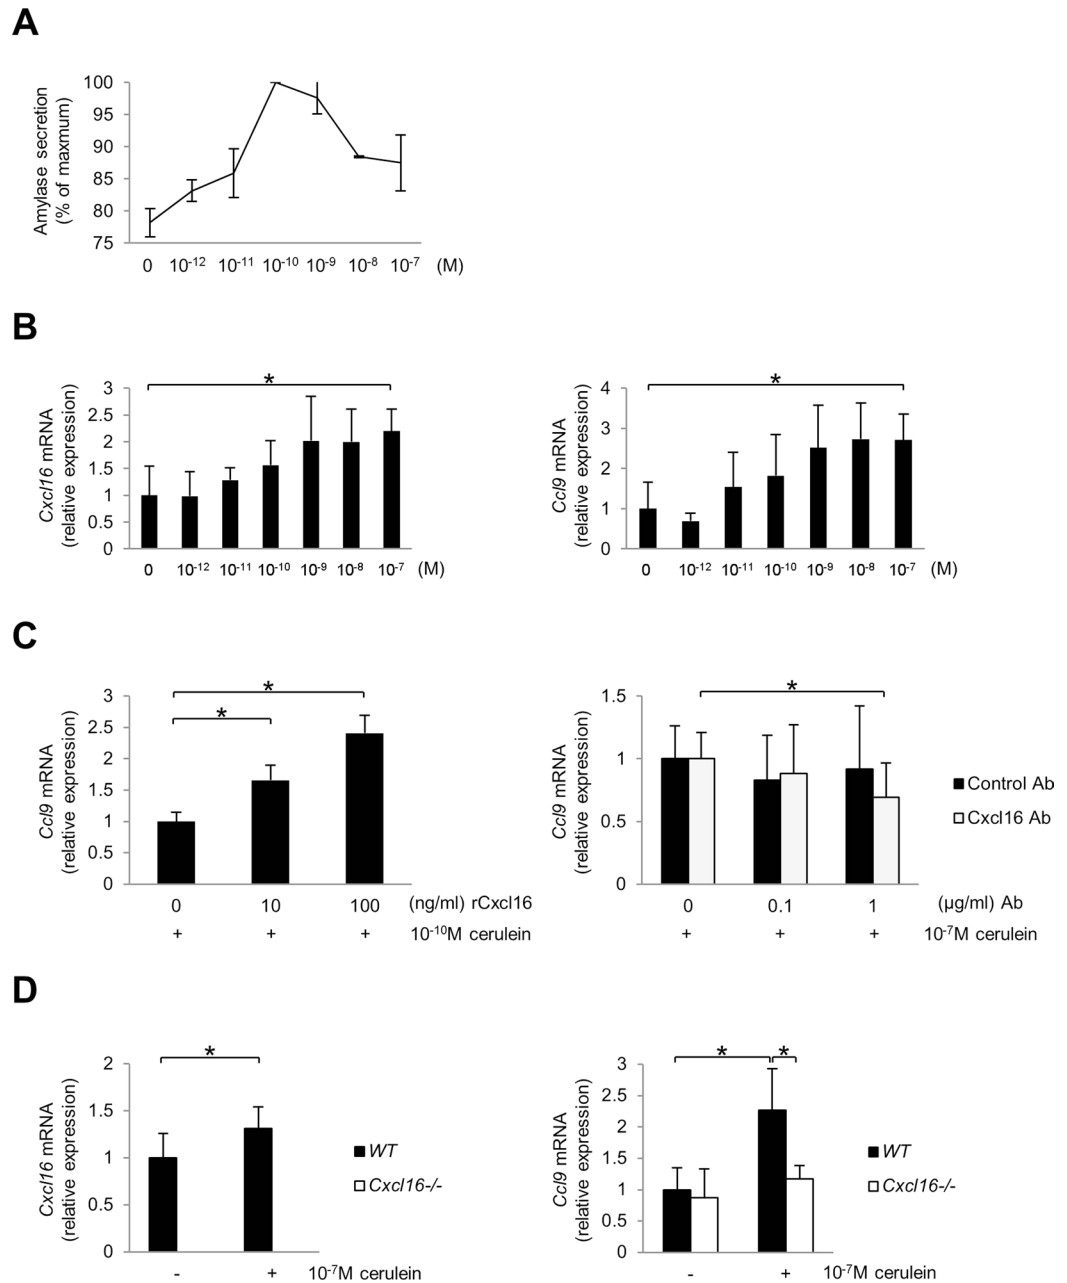 A
Amylase secretion
(% of maxmum)
100
95
90
85
80
75
0 10-12 10-11 10-10 10-9 10-8 10-7 (M)
B
Cxcl16 mRNA
(relative expression)
3
2.5
2
1.5
1
0.5
0
*
0 10-12 10-11 10-10 10-9 10-8 10-7 (M)
Ccl9 mRNA
(relative expression)
4
3
2
1
0
*
0 10-12 10-11 10-10 10-9 10-8 10-7 (M)
C
Ccl9 mRNA
(relative expression)
3
2.5
2
1.5
1
0.5
0
*
*
0 10 100 (ng/ml) rCxcl16
+ + + 10-10M cerulein
Ccl9 mRNA
(relative expression)
1.5
1
0.5
0
*
Control Ab
Cxcl16 Ab
0 0.1 1 (μg/ml) Ab
+ + + 10-7M cerulein
D
Cxcl16 mRNA
(relative expression)
2
1.5
1
0.5
0
*
WT
Cxcl16-/-
- + 10-7M cerulein
Ccl9 mRNA
(relative expression)
3
2.5
2
1.5
1
0.5
0
* *
WT
Cxcl16-/-
- + 10-7M cerulein